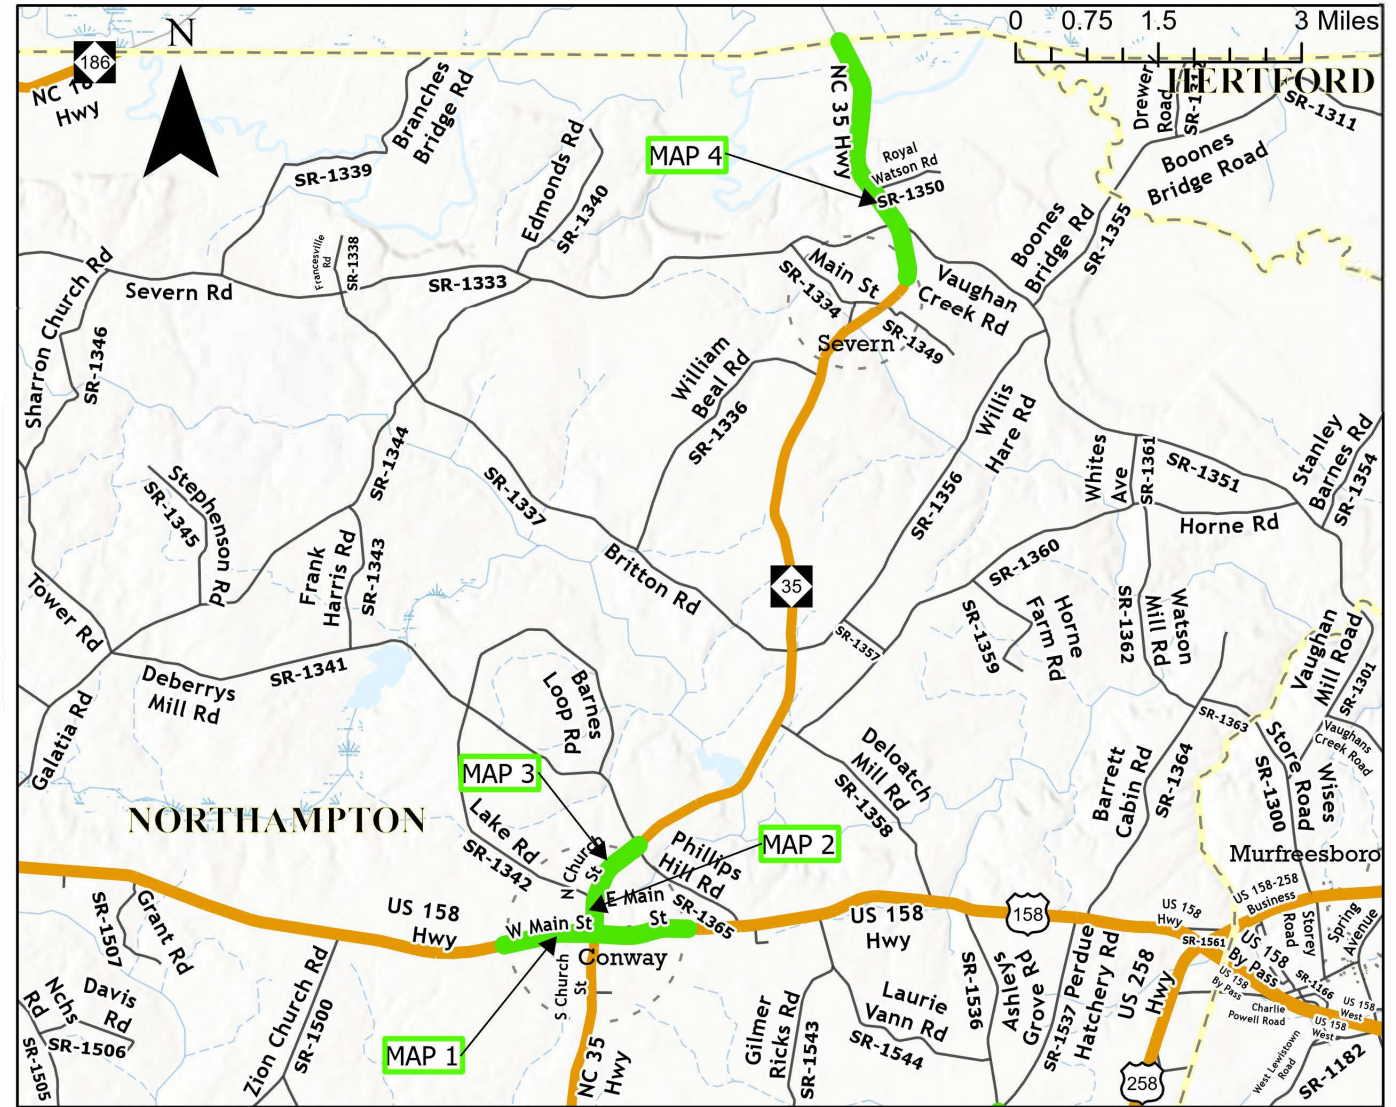 N
0 0.75 1.5 3 Miles
186
NC 18
Hwy
HERTFORD
Branches
Bridge Rd
SR-1339
Edmonds Rd
SR-1340
NC 35 Hwy
MAP 4
Royal
Watson Rd
SR-1350
Drewer
Road
SR-1311
Boones
Bridge Road
Boones
Bridge Rd
SR-1355
Sharron Church Rd
SR-1346
Severn Rd
Francesville
Rd
SR-1338
SR-1333
Main St
SR-1334
SR-1349
Severn
Vaughan
Creek Rd
William
Beal Rd
SR-1336
Willis
Hare Rd
SR-1356
Whites
Ave
SR-1361
SR-1351
Stanley
Barnes Rd
SR-1354
Horne Rd
SR-1344
Stephenson Rd
SR-1345
SR-1337
Britton Rd
Frank
Harris Rd
SR-1343
35
SR-1360
SR-1359
Horne
Farm Rd
SR-1362
Watson
Mill Rd
SR-1357
Tower Rd
Galatia Rd
Deberrys
Mill Rd
SR-1341
Barnes
Loop Rd
Vaughan
Mill Road
SR-1301
SR-1363
Vaughans
Creek Road
Store Road
SR-1300
Wises
Barrett
Cabin Rd
SR-1364
Deloatch
Mill Rd
SR-1358
MAP 3
NORTHAMPTON
Lake Rd
SR-1342
N Church
St
MAP 2
Phillips
Hill Rd
SR-1365
E Main
St
W Main St
Conway
S Church
St
US 158
Hwy
US 158
Hwy
158
Murfreesboro
US 158-258
Business
US 158
Hwy
SR-1561
US 158
By Pass
US 158
By Pass
Storey
Road
Spring
Avenue
SR-1166
US 158
West
US 158
West
Charlie
Powell Road
West Lewistown
Road
SR-1182
SR-1507
Grant Rd
Nchs
Rd
Davis
Rd
SR-1506
SR-1505
Zion Church Rd
SR-1500
MAP 1
NC 35
Hwy
Gilmer
Ricks Rd
SR-1543
Laurie
Vann Rd
SR-1544
SR-1536
Ashleys
Grove Rd
SR-1537
Perdue
Hatchery Rd
US 258
Hwy
258